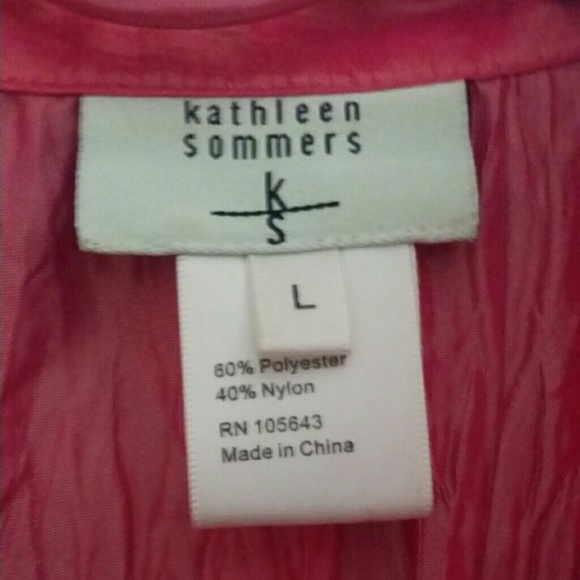 kathleen
sommers
k
s
L
60% Polyester
40% Nylon
RN 105643
Made in China